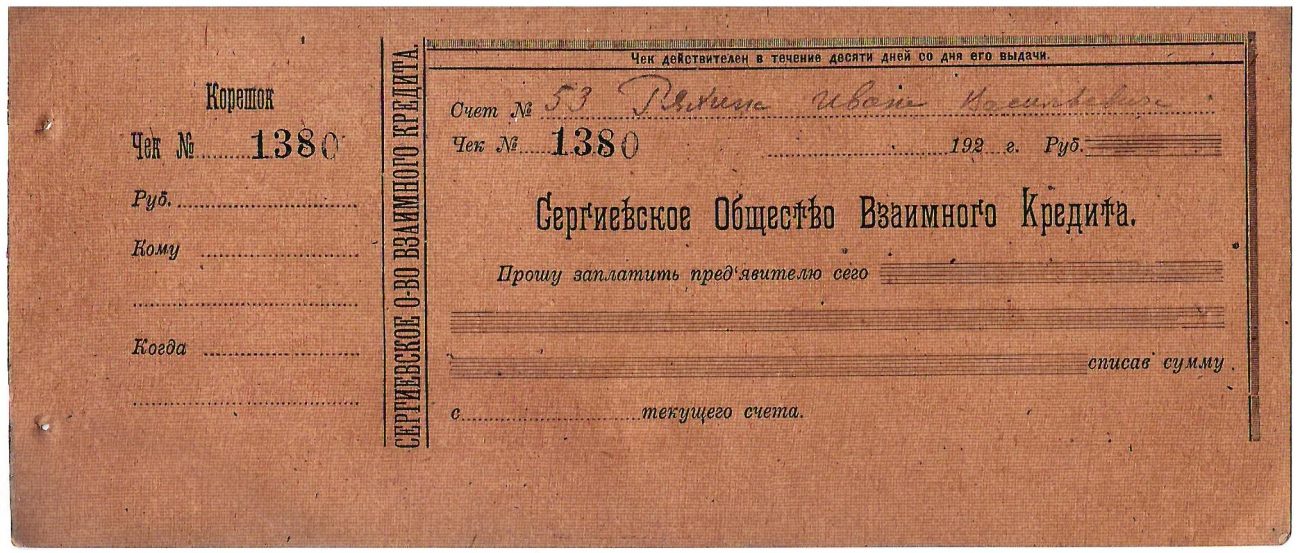 Корешок
Чек № 1380
Руб.
Кому
Когда
СЕРГИЕВСКОЕ О-ВО ВЗАИМНОГО КРЕДИТА.
Чек действителен в течение десяти дней со дня его выдачи.
Счет № 53 Иван Васильевич
Чек № 1380 192 г. Руб.
Сергиевское Общество Взаимного Кредита.
Прошу заплатить пред‘явителю сего
списав сумму
с текущего счета.